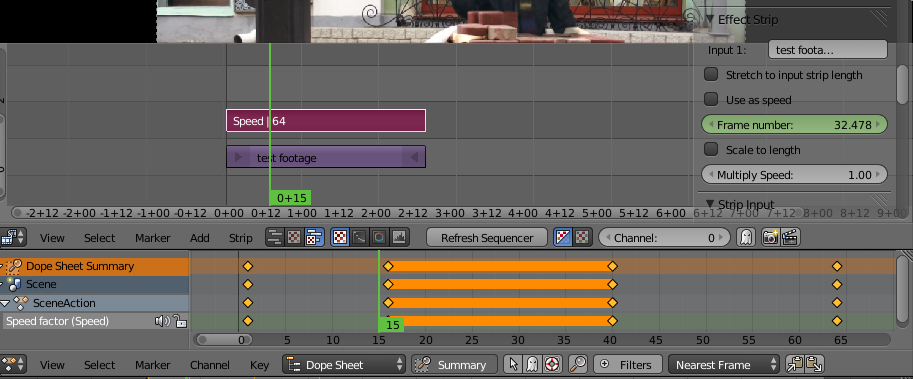 Effect Strip
Input 1: test foota...
Stretch to input strip length
Use as speed
Frame number: 32.478
Scale to length
Multiply Speed: 1.00
Strip Input
2
Speed | 64
test footage
0
0+15
-2+12 -2+00 -1+12 -1+00 -0+12 0+00 0+12 1+00 1+12 2+00 2+12 3+00 3+12 4+00 4+12 5+00 5+12 6+00 6+12 7+00 7+12 8+00 8+12 9+00
View Select Marker Add Strip Refresh Sequencer Channel: 0
Dope Sheet Summary
Scene
SceneAction
Speed factor (Speed)
15
0 5 10 15 20 25 30 35 40 45 50 55 60 65
View Select Marker Channel Key Dope Sheet Summary Filters Nearest Frame